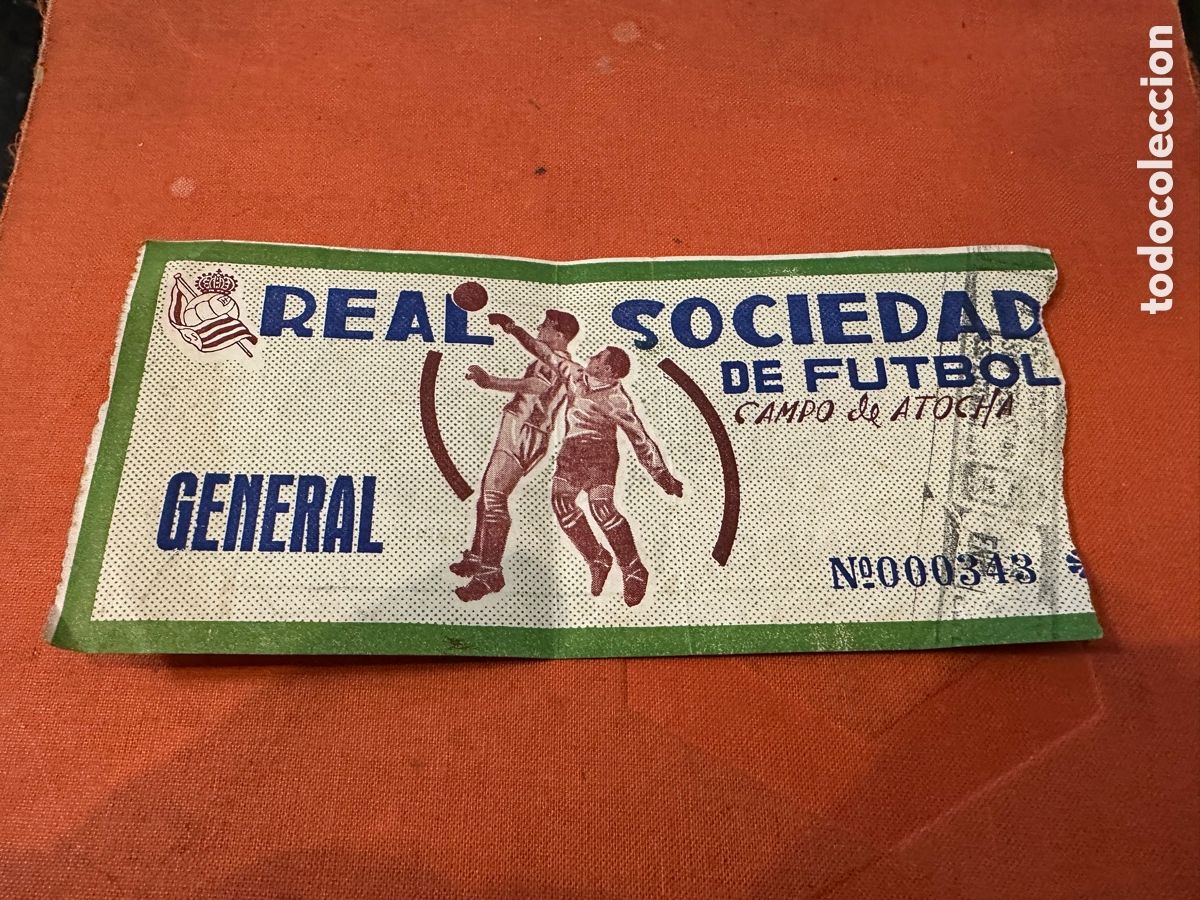 REAL SOCIEDAD
DE FUTBOL
CAMPO de ATOCHA
GENERAL
Nº000343
todocoleccion